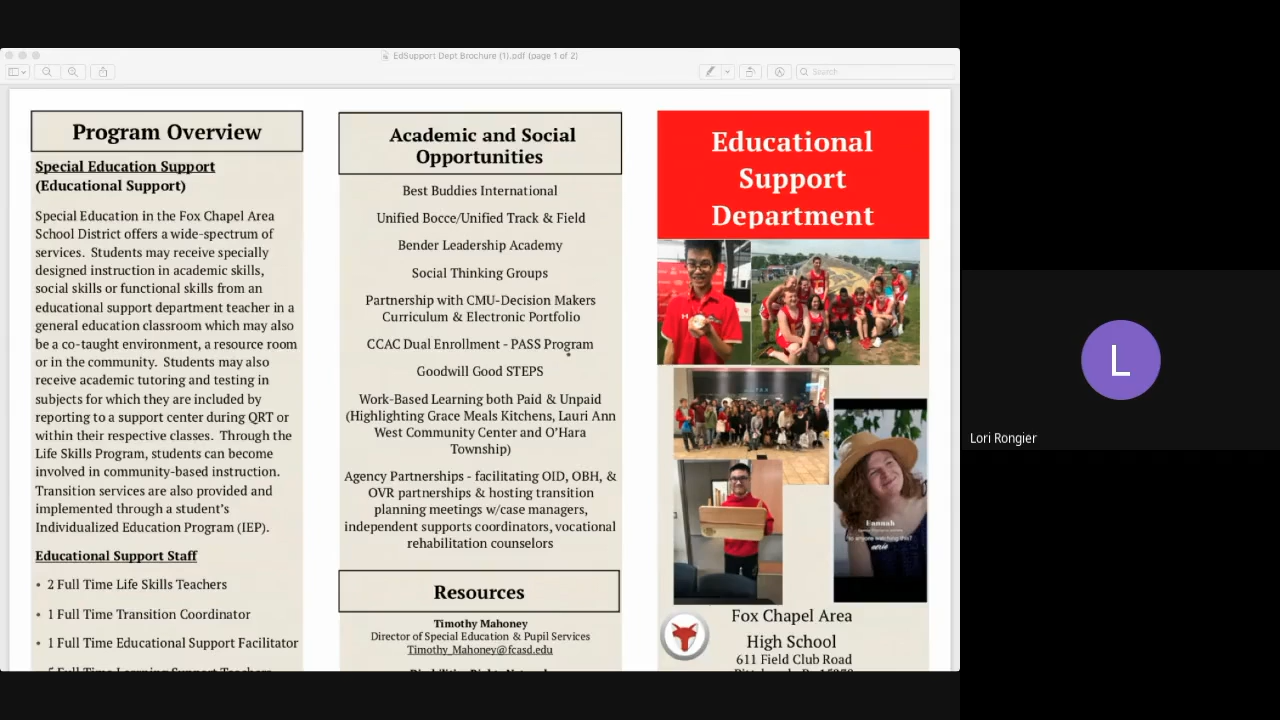 EdSupport Dept Brochure (1).pdf (page 1 of 2)
Search
Program Overview
Special Education Support
(Educational Support)
Special Education in the Fox Chapel Area
School District offers a wide-spectrum of
services. Students may receive specially
designed instruction in academic skills,
social skills or functional skills from an
educational support department teacher in a
general education classroom which may also
be a co-taught environment, a resource room
or in the community. Students may also
receive academic tutoring and testing in
subjects for which they are included by
reporting to a support center during QRT or
within their respective classes. Through the
Life Skills Program, students can become
involved in community-based instruction.
Transition services are also provided and
implemented through a student's
Individualized Education Program (IEP).
Educational Support Staff
• 2 Full Time Life Skills Teachers
• 1 Full Time Transition Coordinator
• 1 Full Time Educational Support Facilitator
Academic and Social
Opportunities
Best Buddies International
Unified Bocce/Unified Track & Field
Bender Leadership Academy
Social Thinking Groups
Partnership with CMU-Decision Makers
Curriculum & Electronic Portfolio
CCAC Dual Enrollment - PASS Program
Goodwill Good STEPS
Work-Based Learning both Paid & Unpaid
(Highlighting Grace Meals Kitchens, Lauri Ann
West Community Center and O'Hara
Township)
Agency Partnerships - facilitating OID, OBH, &
OVR partnerships & hosting transition
planning meetings w/case managers,
independent supports coordinators, vocational
rehabilitation counselors
Resources
Timothy Mahoney
Director of Special Education & Pupil Services
Timothy_Mahoney@fcasd.edu
Educational
Support
Department
Hannah
Fox Chapel Area
High School
611 Field Club Road
L
Lori Rongier